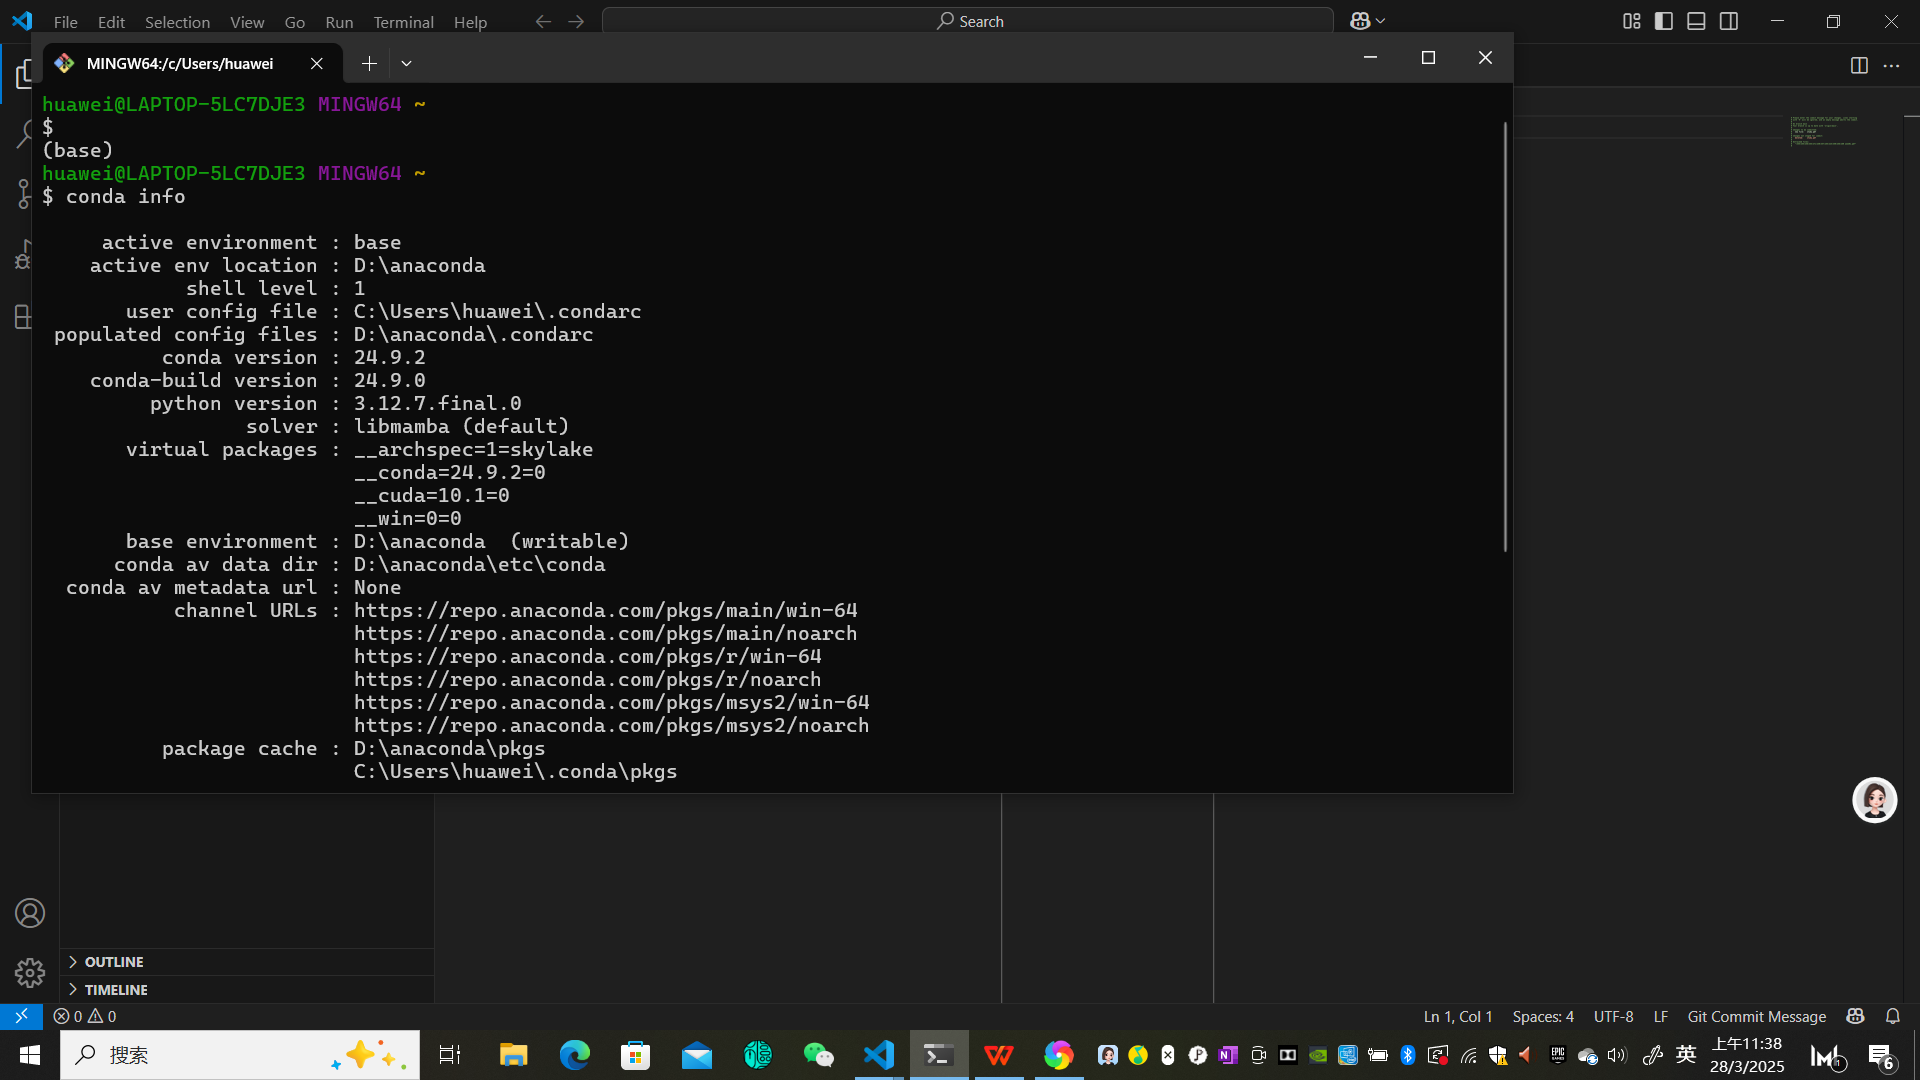 File Edit Selection View Go Run Terminal Help
Search
MINGW64:/c/Users/huawei
huawei@LAPTOP-5LC7DJE3 MINGW64 ~
$
(base)
huawei@LAPTOP-5LC7DJE3 MINGW64 ~
$ conda info
active environment : base
active env location : D:\anaconda
shell level : 1
user config file : C:\Users\huawei\.condarc
populated config files : D:\anaconda\.condarc
conda version : 24.9.2
conda-build version : 24.9.0
python version : 3.12.7.final.0
solver : libmamba (default)
virtual packages : __archspec=1=skylake
__conda=24.9.2=0
__cuda=10.1=0
__win=0=0
base environment : D:\anaconda  (writable)
conda av data dir : D:\anaconda\etc\conda
conda av metadata url : None
channel URLs : https://repo.anaconda.com/pkgs/main/win-64
https://repo.anaconda.com/pkgs/main/noarch
https://repo.anaconda.com/pkgs/r/win-64
https://repo.anaconda.com/pkgs/r/noarch
https://repo.anaconda.com/pkgs/msys2/win-64
https://repo.anaconda.com/pkgs/msys2/noarch
package cache : D:\anaconda\pkgs
C:\Users\huawei\.conda\pkgs
OUTLINE
TIMELINE
0 0
Ln 1, Col 1 Spaces: 4 UTF-8 LF Git Commit Message
搜索
英
上午11:38
28/3/2025
6